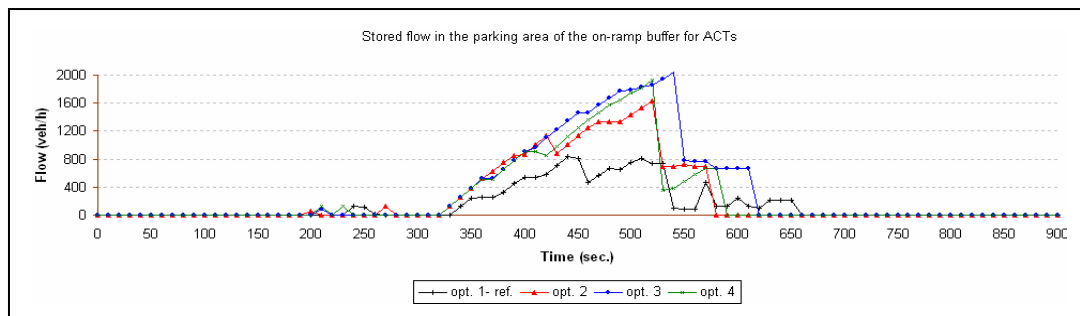 Stored flow in the parking area of the on-ramp buffer for ACTs
Flow (veh/h)
2000
1600
1200
800
400
0
0 50 100 150 200 250 300 350 400 450 500 550 600 650 700 750 800 850 900
Time (sec.)
opt. 1- ref. opt. 2 opt. 3 opt. 4